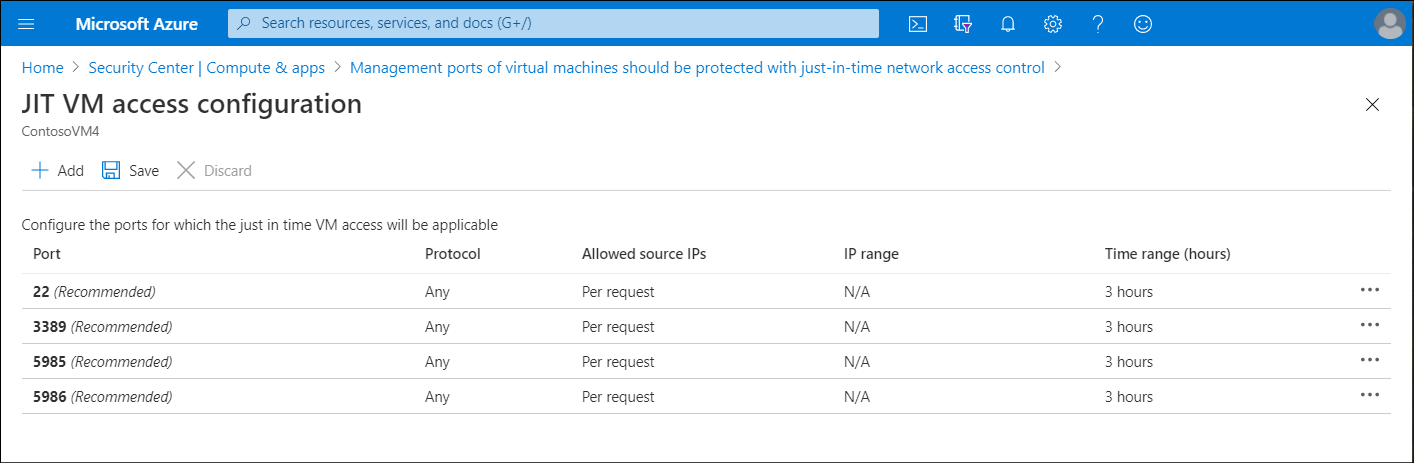 Microsoft Azure Search resources, services, and docs (G+/)
Home > Security Center | Compute & apps > Management ports of virtual machines should be protected with just-in-time network access control >
JIT VM access configuration
ContosoVM4
Add Save Discard
Configure the ports for which the just in time VM access will be applicable
Port Protocol Allowed source IPs IP range Time range (hours)
22 (Recommended) Any Per request N/A 3 hours
3389 (Recommended) Any Per request N/A 3 hours
5985 (Recommended) Any Per request N/A 3 hours
5986 (Recommended) Any Per request N/A 3 hours